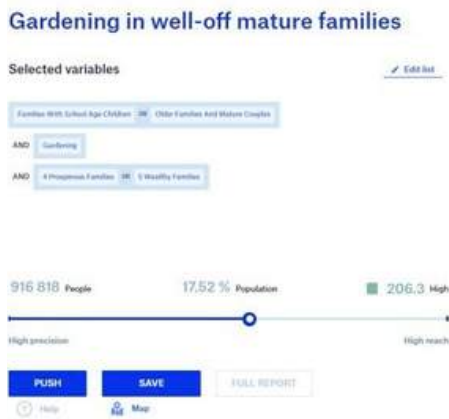 Gardening in well-off mature families
Selected variables
Edit list
Families With School Age Children OR Older Families And Mature Couples
AND Gardening
AND 4 Prosperous Families OR 5 Wealthy Families
916 818 People 17.52 % Population 206.3 High
High precision High reach
PUSH SAVE FULL REPORT
? Help Map